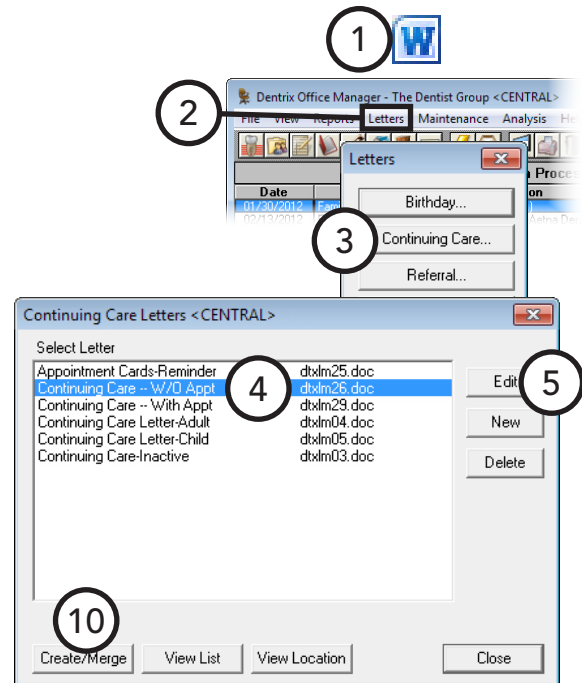 1 W
Dentrix Office Manager - The Dentist Group <CENTRAL>
2
File View Reports Letters Maintenance Analysis
Letters
Date
01/30/2012
02/13/2012
Birthday...
3 Continuing Care...
Referral...
Continuing Care Letters <CENTRAL>
Select Letter
Appointment Cards-Reminder dtxlm25.doc
Continuing Care -- W/O Appt 4 dtxlm26.doc Edit 5
Continuing Care -- With Appt dtxlm29.doc
Continuing Care Letter-Adult dtxlm04.doc New
Continuing Care Letter-Child dtxlm05.doc
Continuing Care-Inactive dtxlm03.doc Delete
10
Create/Merge View List View Location Close